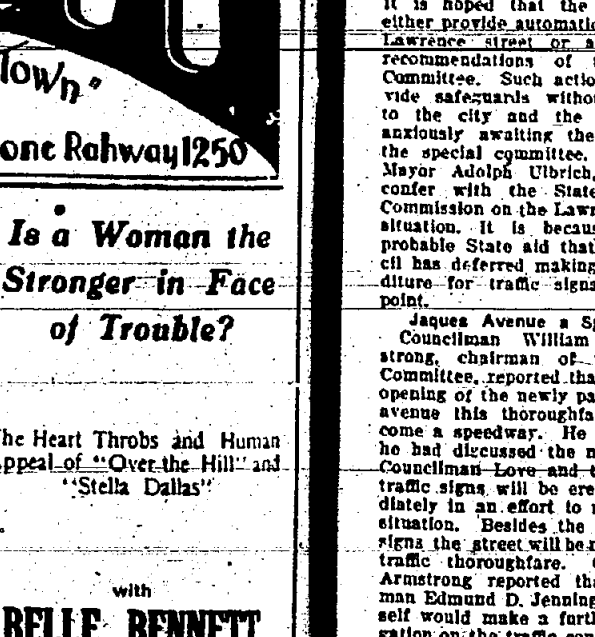 Town"
one Rahway 1250
Is a Woman the
Stronger in Face
of Trouble?
he Heart Throbs and Human
ppeal of "Over the Hill" and
"Stella Dallas"
with
BELLE BENNETT
It is hoped that the
either provide automatic
Lawrence street or a
recommendations of
Committee. Such actio
vide safeguards withou
to the city and the
anxiously awaiting the
the special committee.
Mayor Adolph Ulbrich,
confer with the State
Commission on the Lawr
situation. It is becaus
probable State aid that
cil has deferred making
diture for traffic signs
point.
Jaques Avenue a Sp
Councilman William
strong, chairman of
Committee, reported tha
opening of the newly pa
avenue this thoroughfa
come a speedway. He
he had discussed the m
Councilman Love and t
traffic signs will be ere
diately in an effort to r
situation. Besides the
signs the street will be
traffic thoroughfare.
Armstrong reported tha
man Edmund D. Jenning
self would make a furth